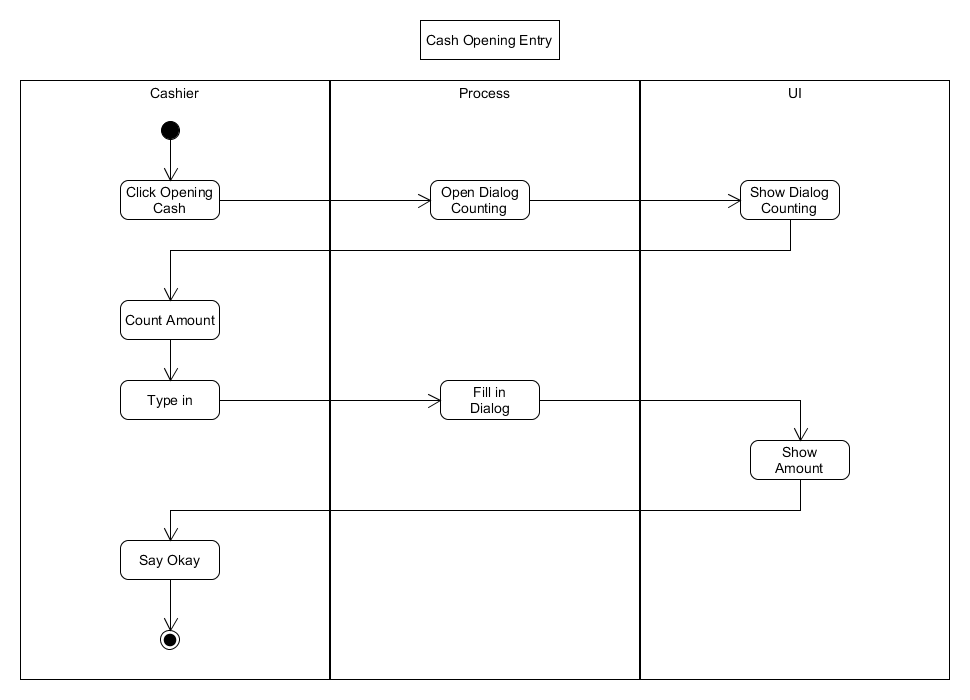 Cash Opening Entry
Cashier
Process
UI
Click Opening
Cash
Open Dialog
Counting
Show Dialog
Counting
Count Amount
Type in
Fill in
Dialog
Show
Amount
Say Okay